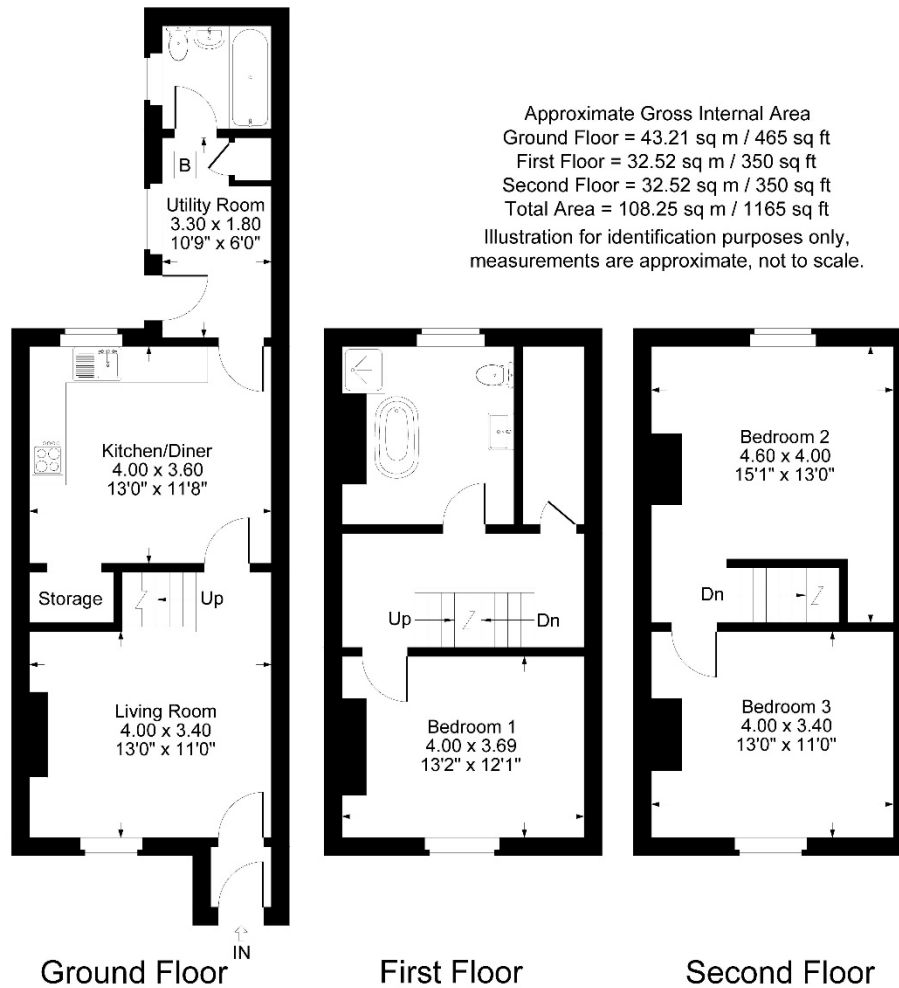 Approximate Gross Internal Area
Ground Floor = 43.21 sq m / 465 sq ft
First Floor = 32.52 sq m / 350 sq ft
Second Floor = 32.52 sq m / 350 sq ft
Total Area = 108.25 sq m / 1165 sq ft
Illustration for identification purposes only,
measurements are approximate, not to scale.
B
Utility Room
3.30 x 1.80
10'9" x 6'0"
Kitchen/Diner
4.00 x 3.60
13'0" x 11'8"
Storage
Up
Living Room
4.00 x 3.40
13'0" x 11'0"
IN
Ground Floor
Up
Dn
Bedroom 1
4.00 x 3.69
13'2" x 12'1"
First Floor
Bedroom 2
4.60 x 4.00
15'1" x 13'0"
Dn
Bedroom 3
4.00 x 3.40
13'0" x 11'0"
Second Floor